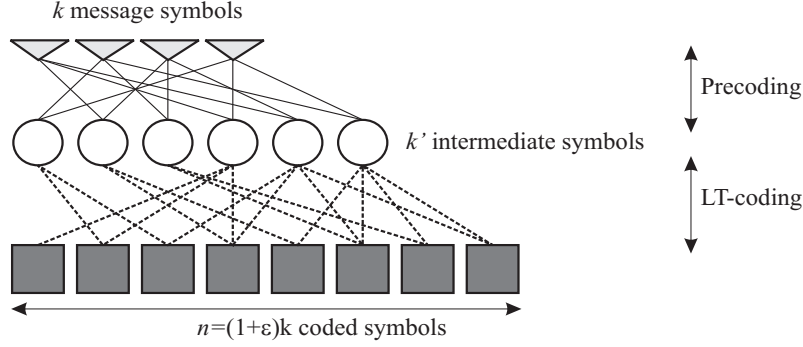 k message symbols
Precoding
k’ intermediate symbols
LT-coding
n=(1+ε)k coded symbols